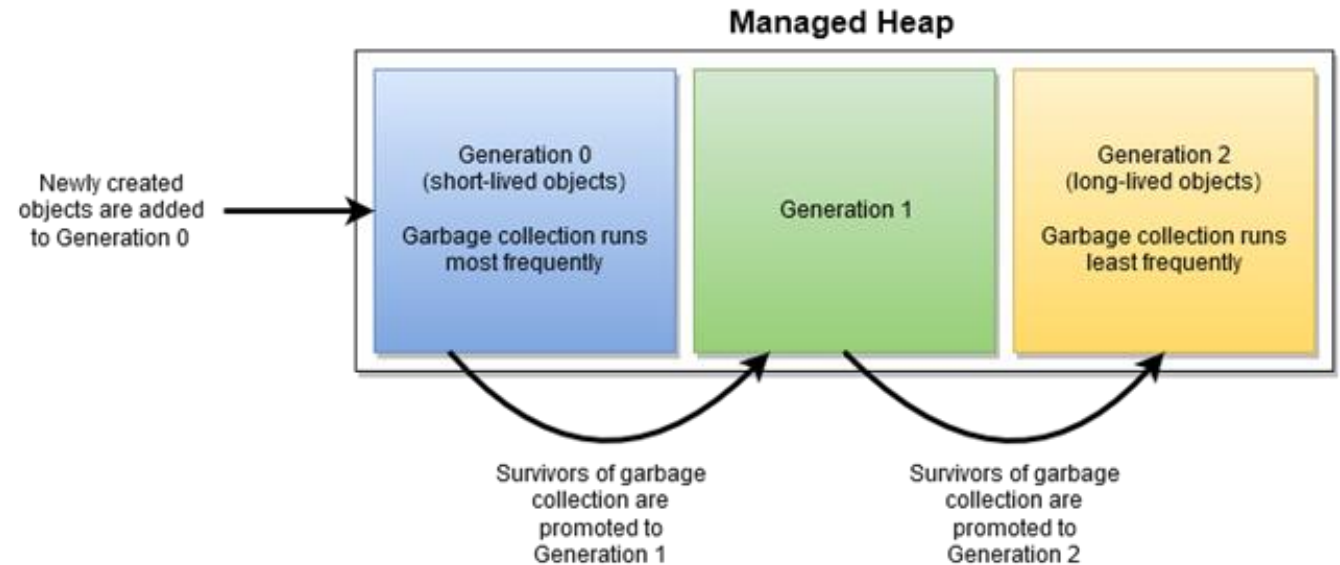 Managed Heap
Newly created
objects are added
to Generation 0
Generation 0
(short-lived objects)
Garbage collection runs
most frequently
Generation 1
Generation 2
(long-lived objects)
Garbage collection runs
least frequently
Survivors of garbage
collection are
promoted to
Generation 1
Survivors of garbage
collection are
promoted to
Generation 2